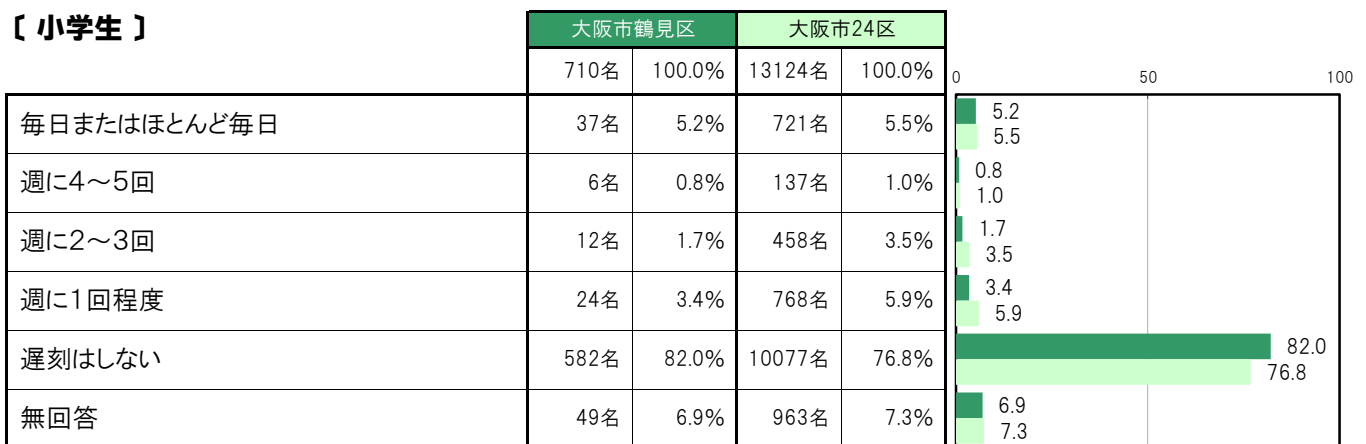 〔 小学生 〕
大阪市鶴見区 大阪市24区
710名 100.0% 13124名 100.0%
0 50 100
毎日またはほとんど毎日 37名 5.2% 721名 5.5%
5.2
5.5
週に4～5回 6名 0.8% 137名 1.0%
0.8
1.0
週に2～3回 12名 1.7% 458名 3.5%
1.7
3.5
週に1回程度 24名 3.4% 768名 5.9%
3.4
5.9
遅刻はしない 582名 82.0% 10077名 76.8%
82.0
76.8
無回答 49名 6.9% 963名 7.3%
6.9
7.3